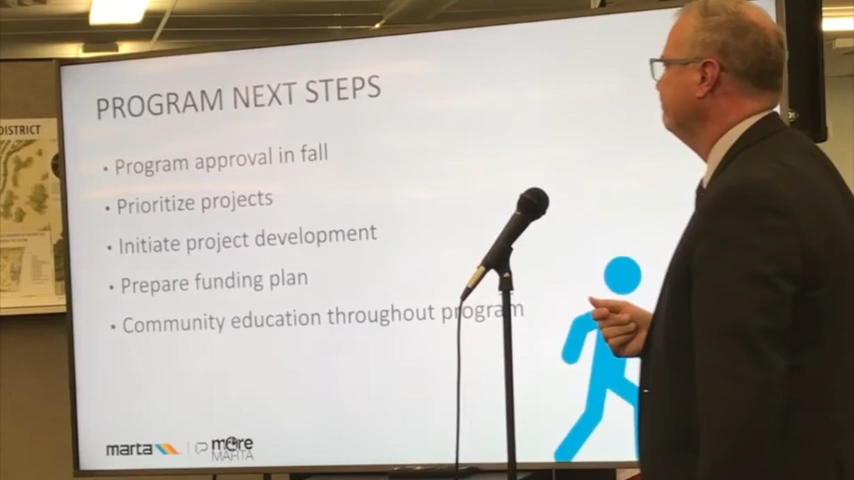 PROGRAM NEXT STEPS
DISTRICT
• Program approval in fall
• Prioritize projects
• Initiate project development
• Prepare funding plan
• Community education throughout program
marta
more
MARTA